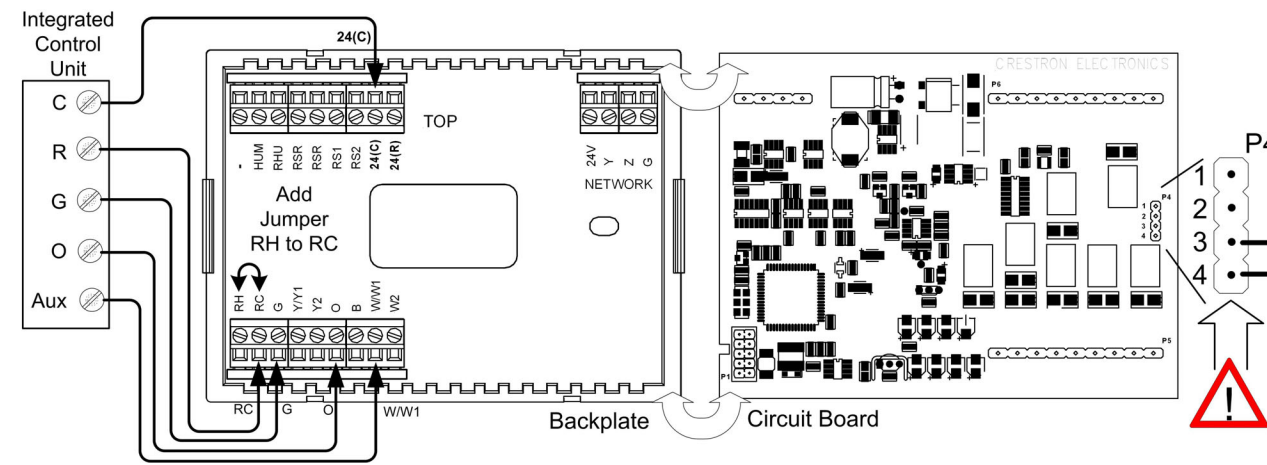 Integrated
Control
Unit
C
R
G
O
Aux
24(C)
TOP
-
HUM
RHU
RSR
RSR
RS1
RS2
24(C)
24(R)
24V
Y
Z
G
NETWORK
Add
Jumper
RH to RC
RH
RC
G
Y/Y1
Y2
O
B
W/W1
W2
RC
G
O
W/W1
Backplate
Circuit Board
CRESTRON ELECTRONICS
P6
P4
1
2
3
4
P5
P1
P4
1
2
3
4
!